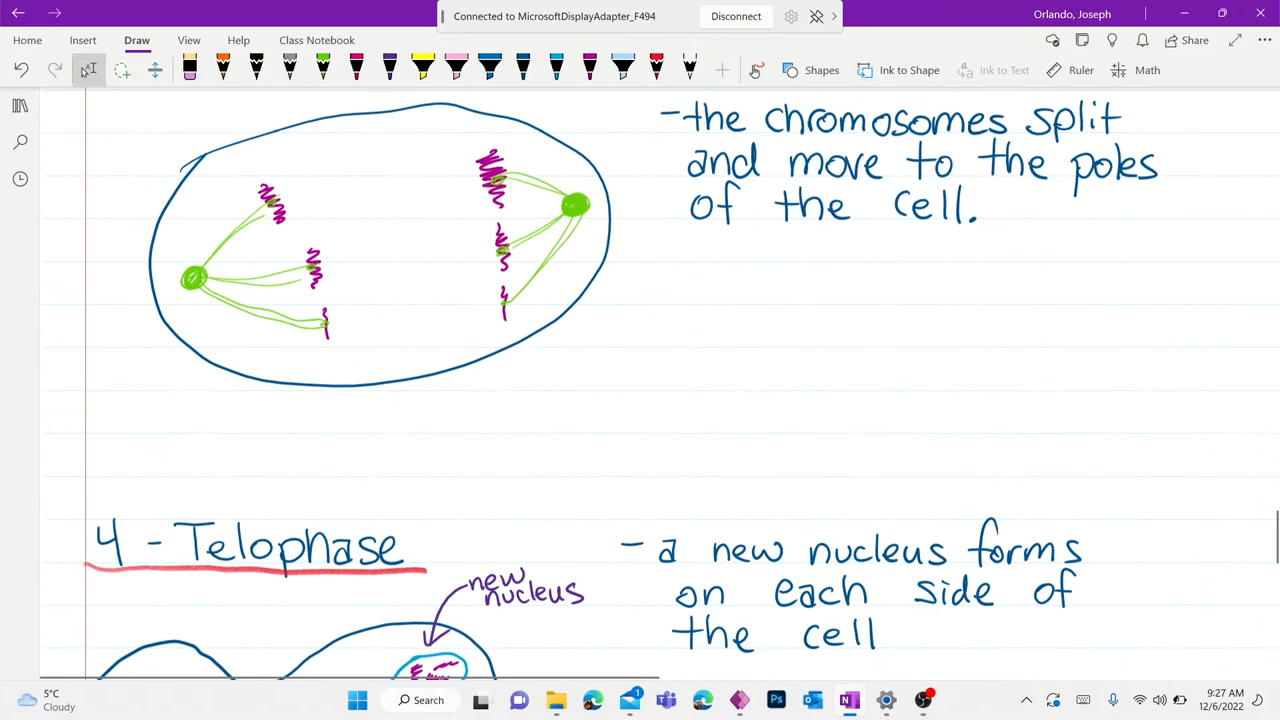 Connected to MicrosoftDisplayAdapter_F494
Disconnect
Orlando, Joseph
Home Insert Draw View Help Class Notebook
Share
Shapes Ink to Shape Ink to Text Ruler Math
-the chromosomes split
and move to the poles
of the cell.
4 - Telophase
- a new nucleus forms
on each side of
the cell
new
nucleus
5°C
Cloudy
Search
1
9:27 AM
12/6/2022